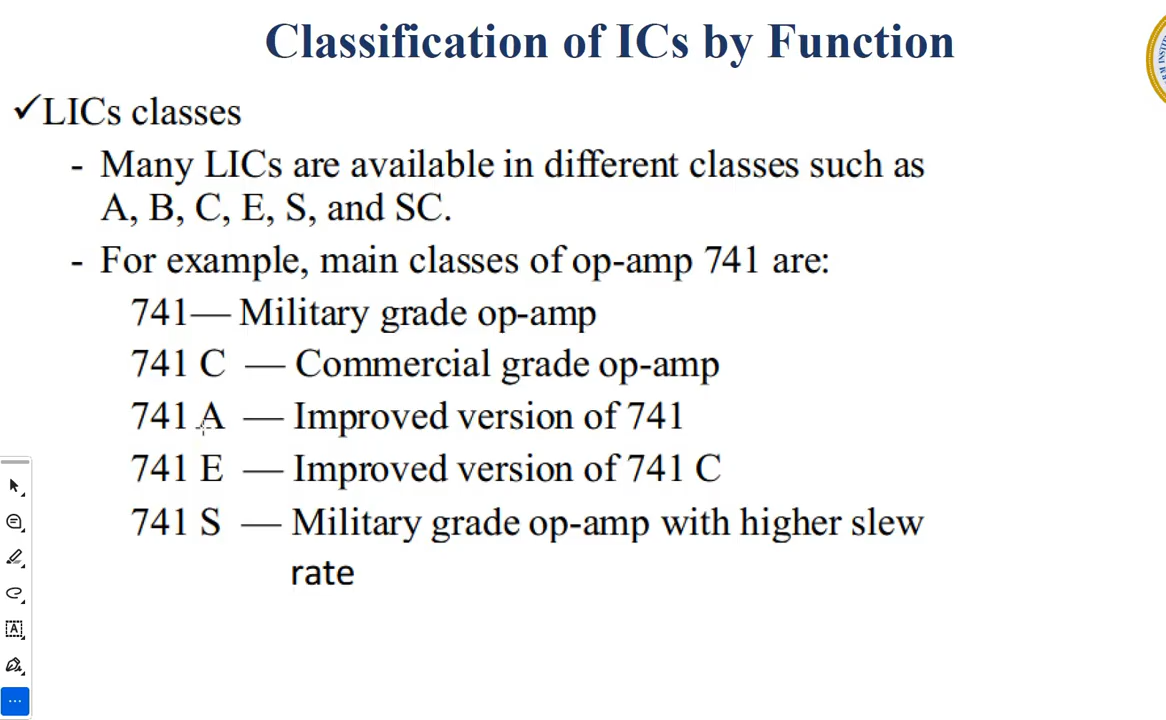 Classification of ICs by Function
✓LICs classes
- Many LICs are available in different classes such as
A, B, C, E, S, and SC.
- For example, main classes of op-amp 741 are:
741— Military grade op-amp
741 C — Commercial grade op-amp
741 A — Improved version of 741
741 E — Improved version of 741 C
741 S — Military grade op-amp with higher slew
rate